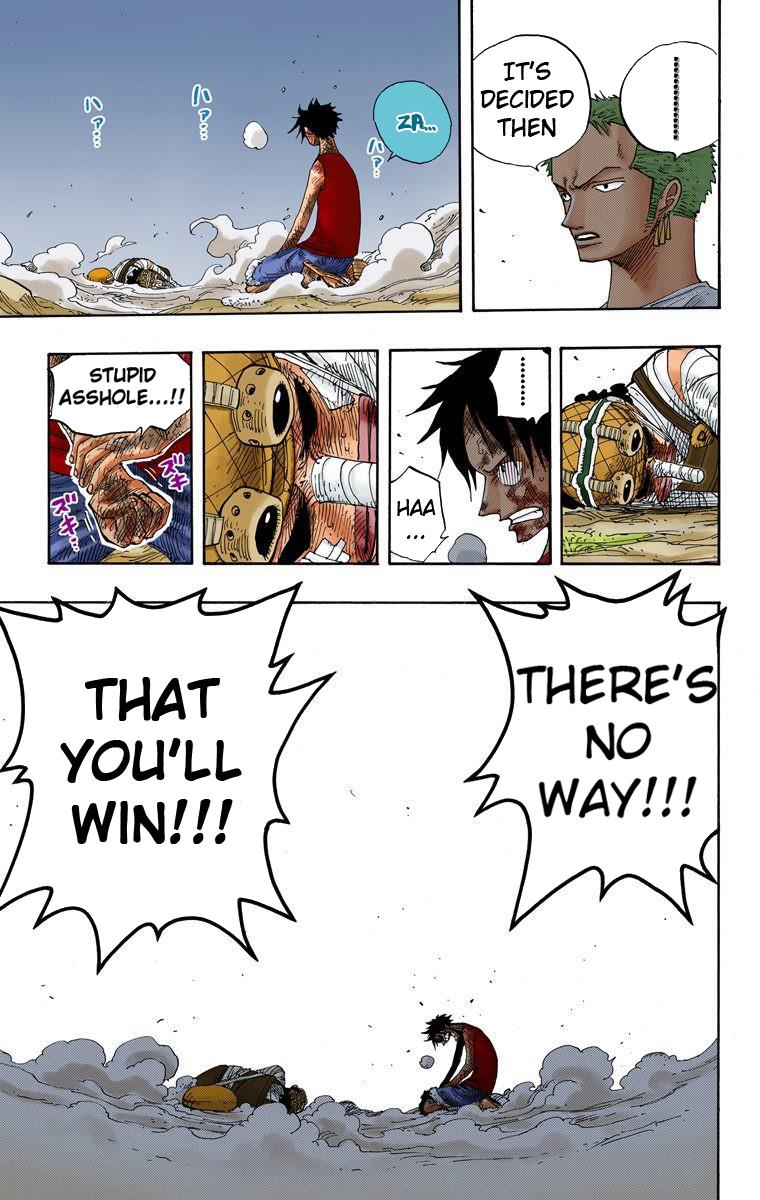 IT'S
DECIDED
THEN
ZA...
ハァ…
ハァ…
ハァ…
HAA
...
STUPID
ASSHOLE...!!
ズキ
ズキ
THERE'S
NO
WAY!!!
THAT
YOU'LL
WIN!!!